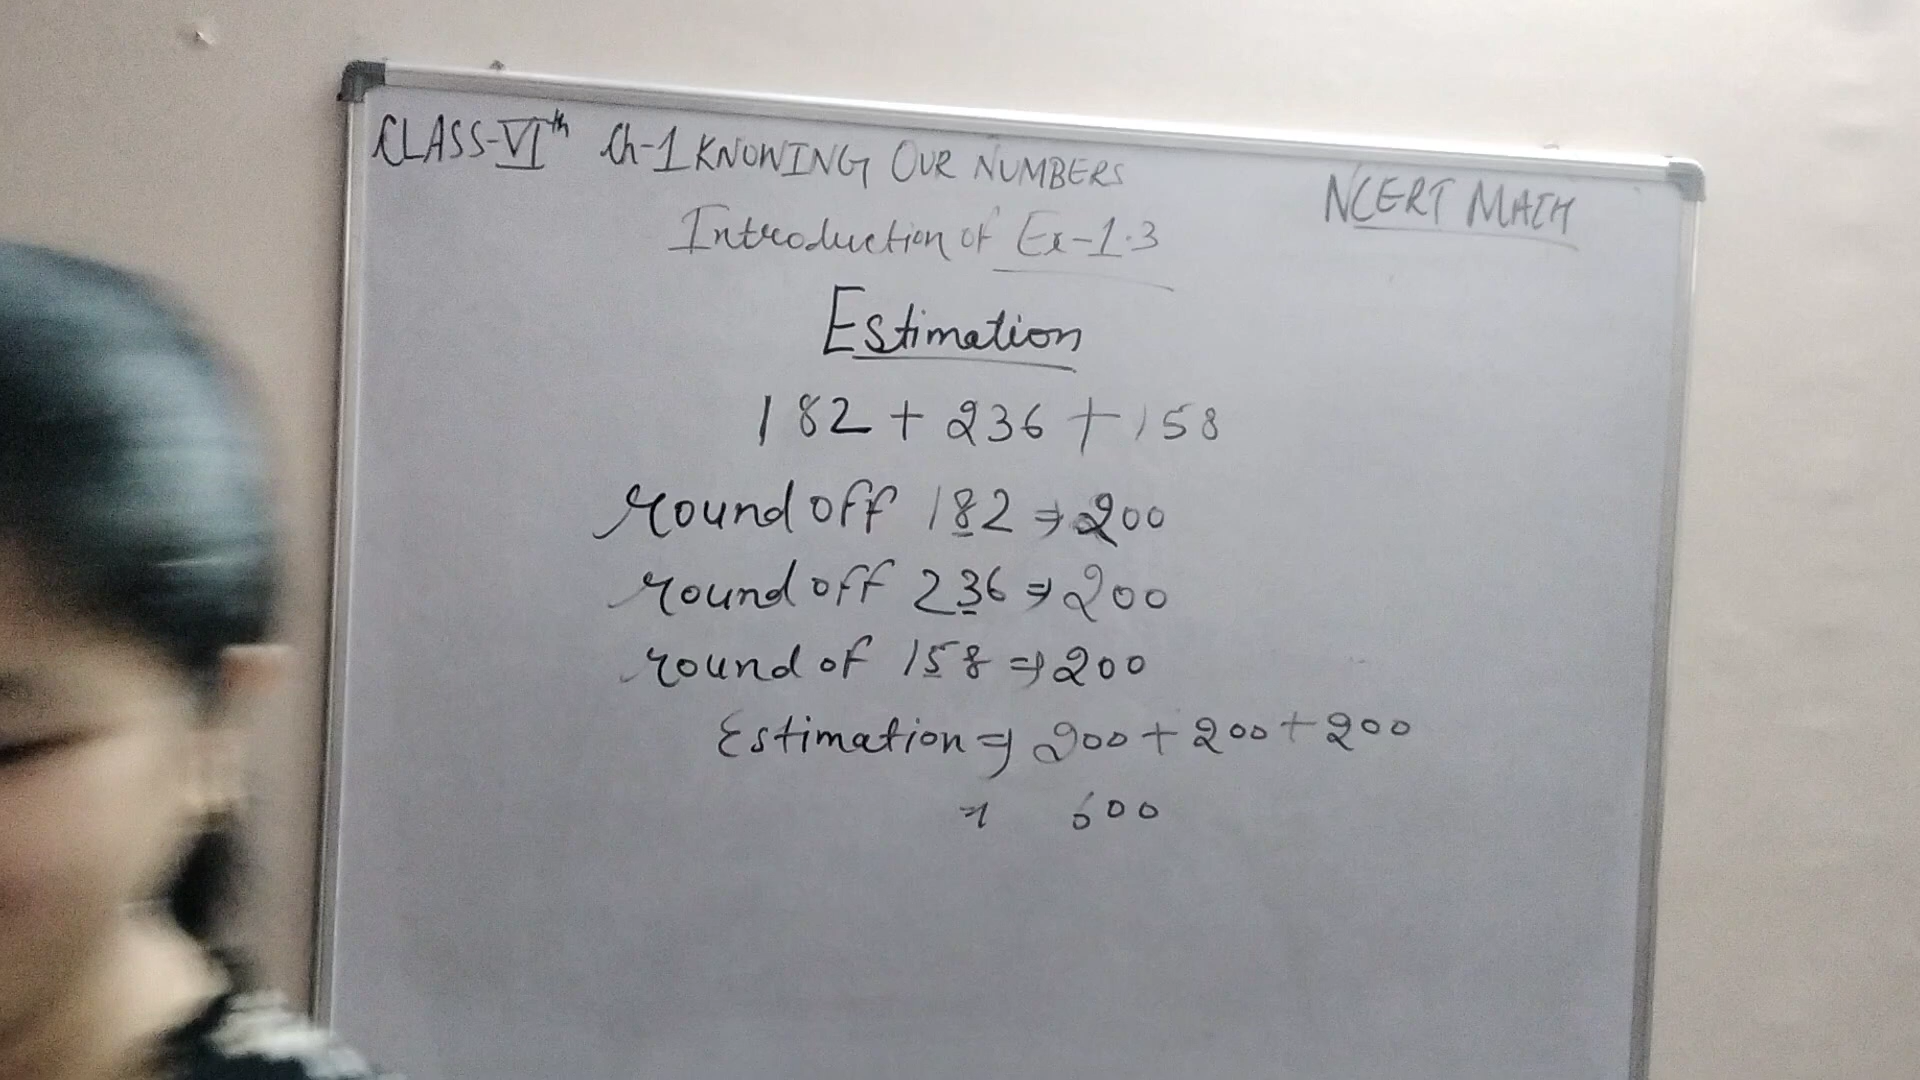 CLASS-VIth Ch-1 KNOWING OUR NUMBERS
NCERT MATH
Introduction of Ex-1.3
Estimation
182 + 236 + 158
round off 182 ⇒ 200
round off 236 ⇒ 200
round of 158 ⇒ 200
Estimation ⇒ 200 + 200 + 200
⇒ 600